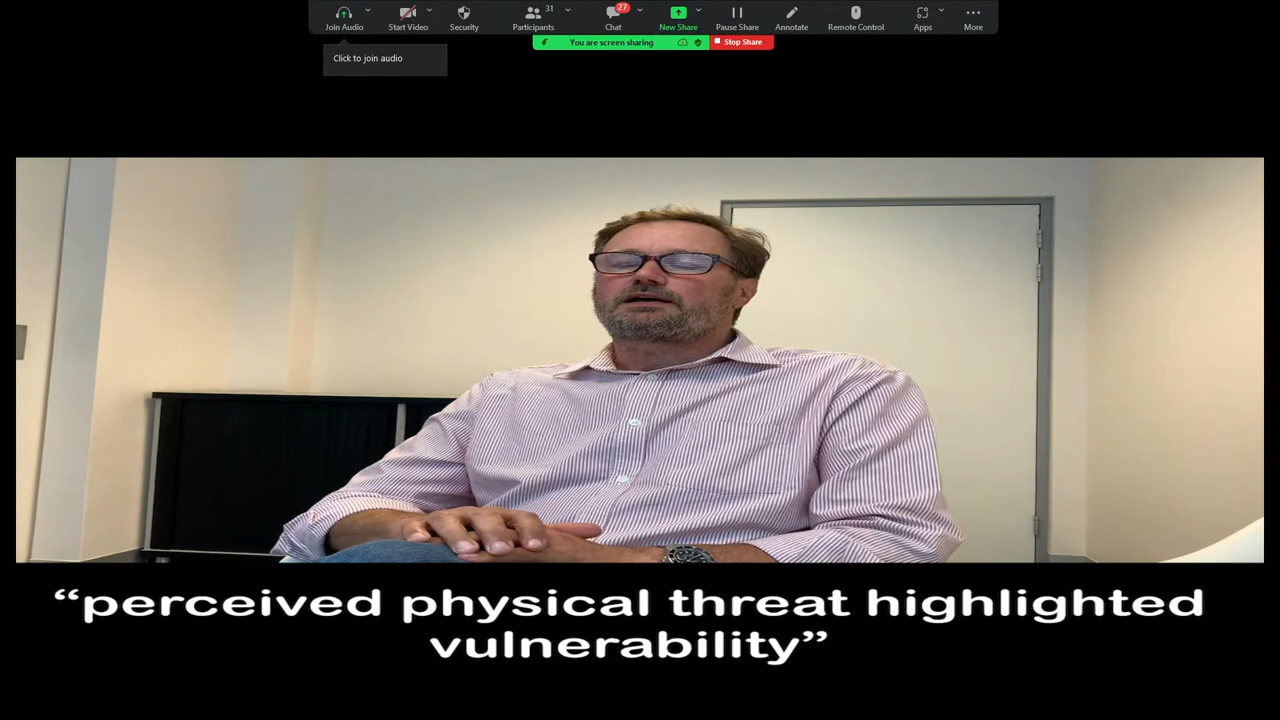 31
27
Join Audio
Start Video
Security
Participants
Chat
New Share
Pause Share
Annotate
Remote Control
Apps
More
You are screen sharing
Stop Share
Click to join audio
“perceived physical threat highlighted
vulnerability”